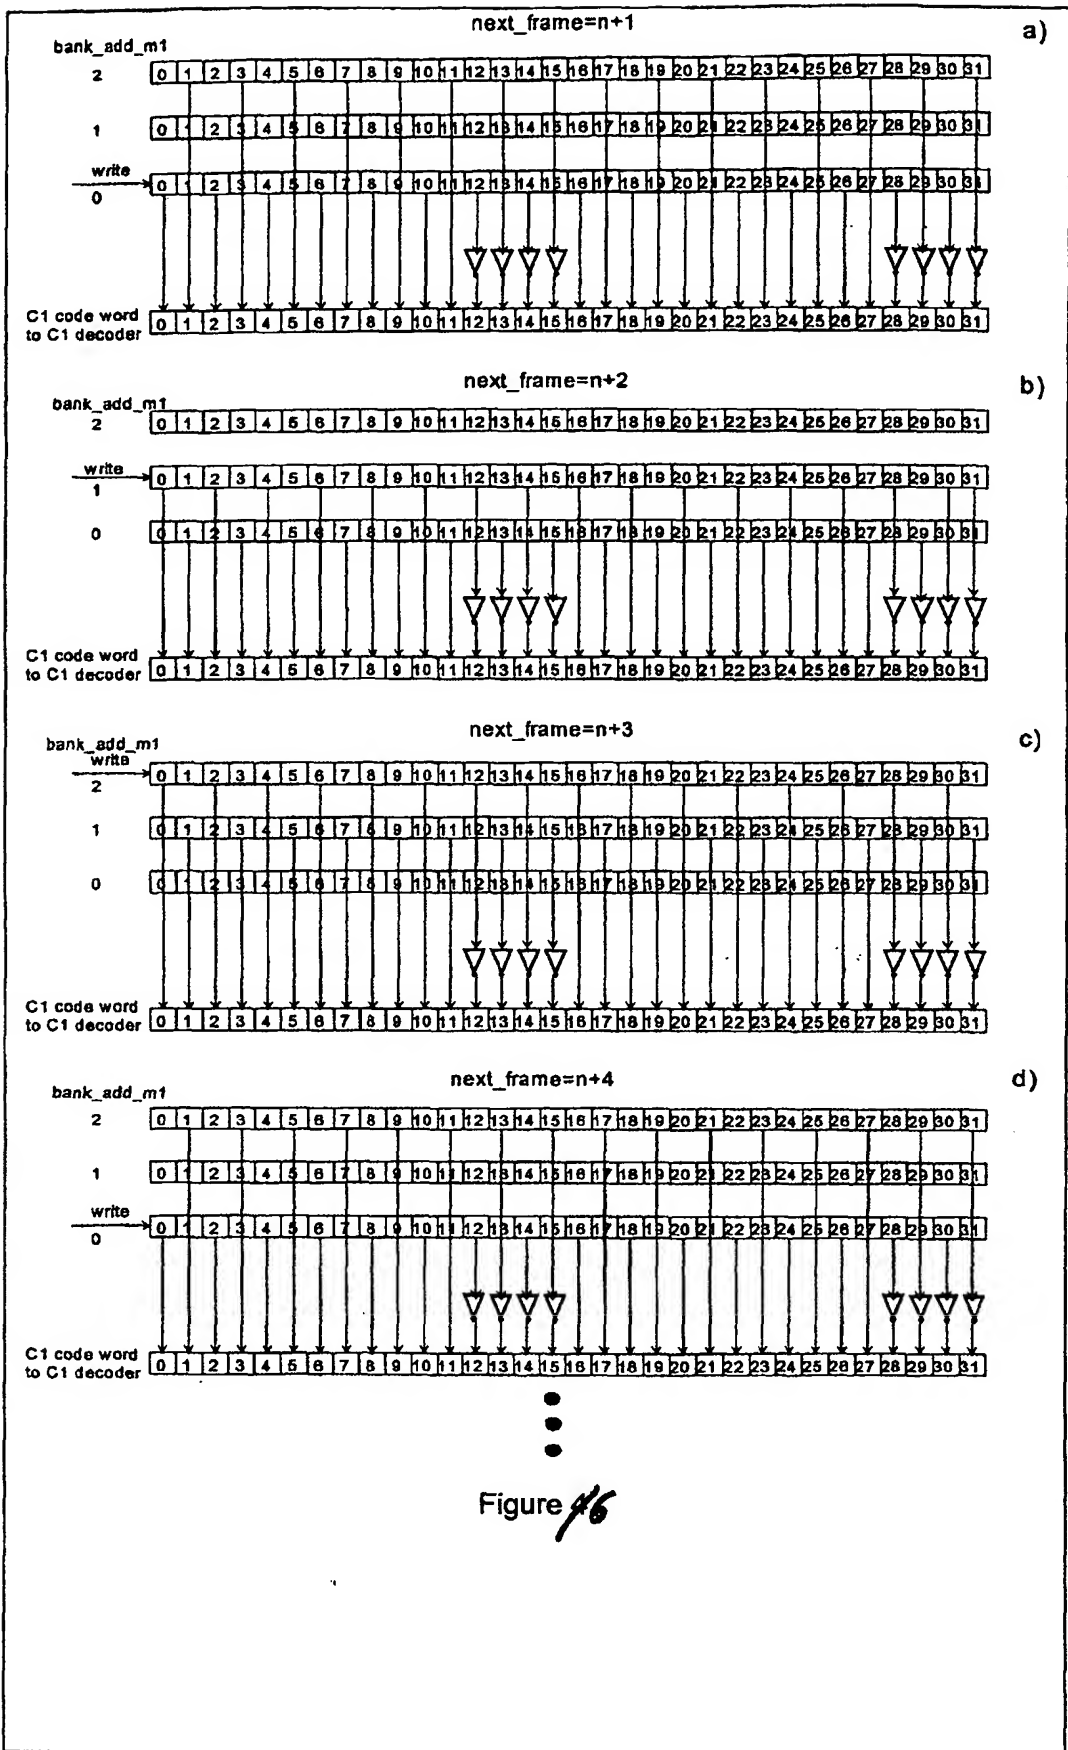 next_frame=n+1
a)
bank_add_m1
2 0 1 2 3 4 5 6 7 8 9 10 11 12 13 14 15 16 17 18 19 20 21 22 23 24 25 26 27 28 29 30 31
1 0 1 2 3 4 5 6 7 8 9 10 11 12 13 14 15 16 17 18 19 20 21 22 23 24 25 26 27 28 29 30 31
write
0 0 1 2 3 4 5 6 7 8 9 10 11 12 13 14 15 16 17 18 19 20 21 22 23 24 25 26 27 28 29 30 31
C1 code word
to C1 decoder 0 1 2 3 4 5 6 7 8 9 10 11 12 13 14 15 16 17 18 19 20 21 22 23 24 25 26 27 28 29 30 31
next_frame=n+2
b)
bank_add_m1
2 0 1 2 3 4 5 6 7 8 9 10 11 12 13 14 15 16 17 18 19 20 21 22 23 24 25 26 27 28 29 30 31
write
1 0 1 2 3 4 5 6 7 8 9 10 11 12 13 14 15 16 17 18 19 20 21 22 23 24 25 26 27 28 29 30 31
0 0 1 2 3 4 5 6 7 8 9 10 11 12 13 14 15 16 17 18 19 20 21 22 23 24 25 26 27 28 29 30 31
C1 code word
to C1 decoder 0 1 2 3 4 5 6 7 8 9 10 11 12 13 14 15 16 17 18 19 20 21 22 23 24 25 26 27 28 29 30 31
next_frame=n+3
c)
bank_add_m1
write
2 0 1 2 3 4 5 6 7 8 9 10 11 12 13 14 15 16 17 18 19 20 21 22 23 24 25 26 27 28 29 30 31
1 0 1 2 3 4 5 6 7 8 9 10 11 12 13 14 15 16 17 18 19 20 21 22 23 24 25 26 27 28 29 30 31
0 0 1 2 3 4 5 6 7 8 9 10 11 12 13 14 15 16 17 18 19 20 21 22 23 24 25 26 27 28 29 30 31
C1 code word
to C1 decoder 0 1 2 3 4 5 6 7 8 9 10 11 12 13 14 15 16 17 18 19 20 21 22 23 24 25 26 27 28 29 30 31
next_frame=n+4
d)
bank_add_m1
2 0 1 2 3 4 5 6 7 8 9 10 11 12 13 14 15 16 17 18 19 20 21 22 23 24 25 26 27 28 29 30 31
1 0 1 2 3 4 5 6 7 8 9 10 11 12 13 14 15 16 17 18 19 20 21 22 23 24 25 26 27 28 29 30 31
write
0 0 1 2 3 4 5 6 7 8 9 10 11 12 13 14 15 16 17 18 19 20 21 22 23 24 25 26 27 28 29 30 31
C1 code word
to C1 decoder 0 1 2 3 4 5 6 7 8 9 10 11 12 13 14 15 16 17 18 19 20 21 22 23 24 25 26 27 28 29 30 31
Figure